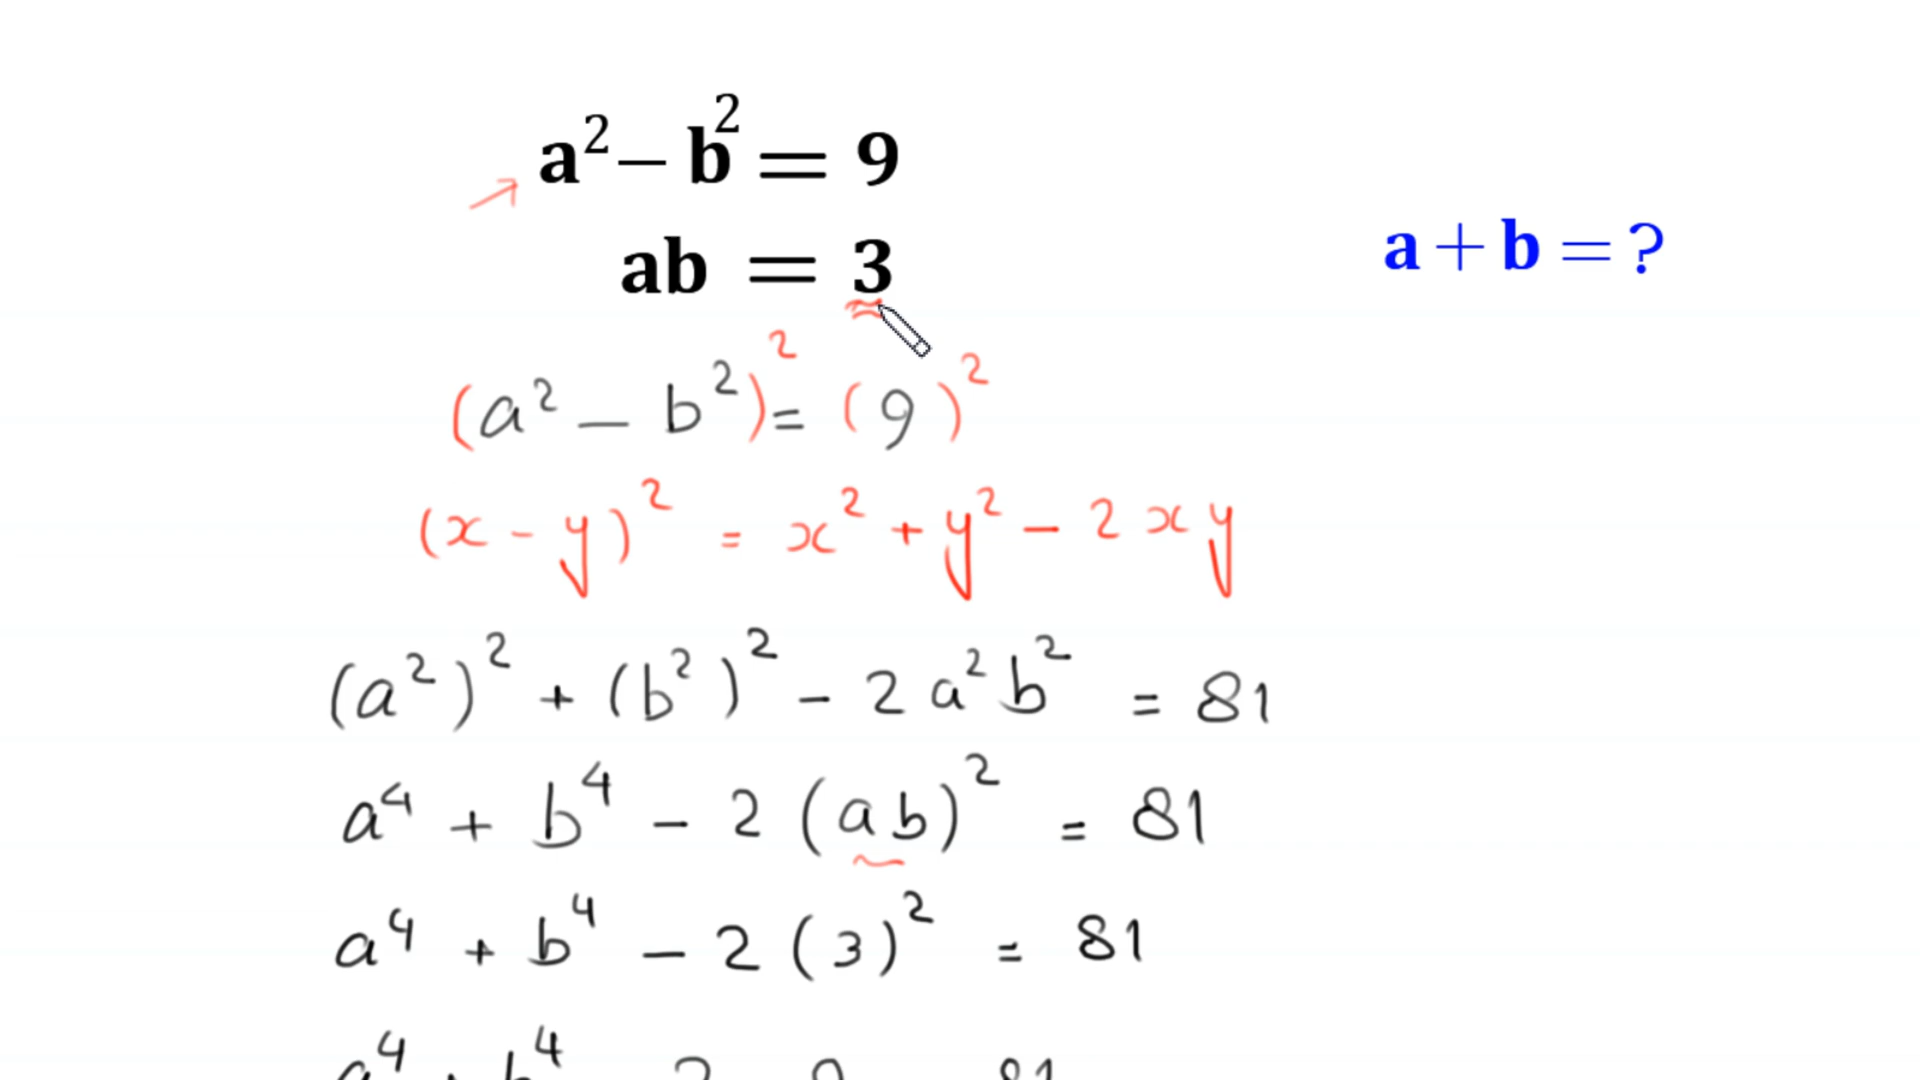 a² − b² = 9
ab = 3
a + b = ?
(a² − b²)² = (9)²
(x − y)² = x² + y² − 2xy
(a²)² + (b²)² − 2a²b² = 81
a⁴ + b⁴ − 2(ab)² = 81
a⁴ + b⁴ − 2(3)² = 81